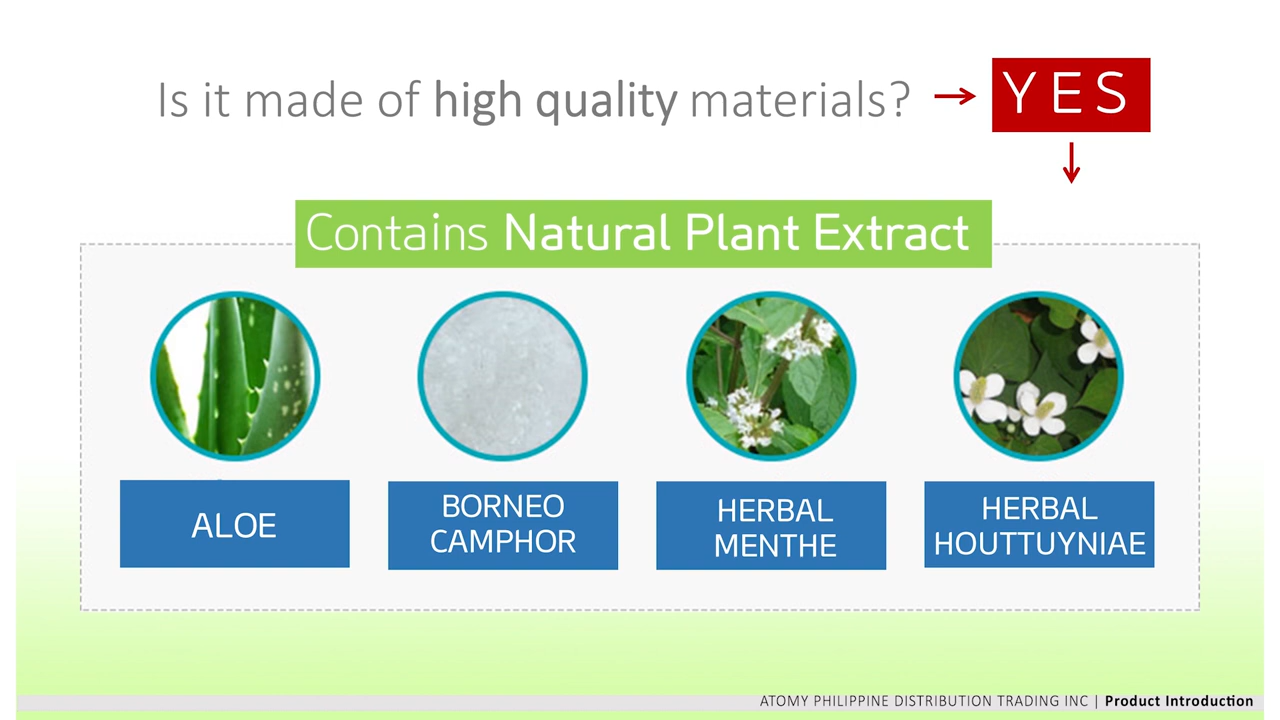 Is it made of high quality materials? → YES
Contains Natural Plant Extract
ALOE
BORNEO
CAMPHOR
HERBAL
MENTHE
HERBAL
HOUTTUYNIAE
ATOMY PHILIPPINE DISTRIBUTION TRADING INC | Product Introduction